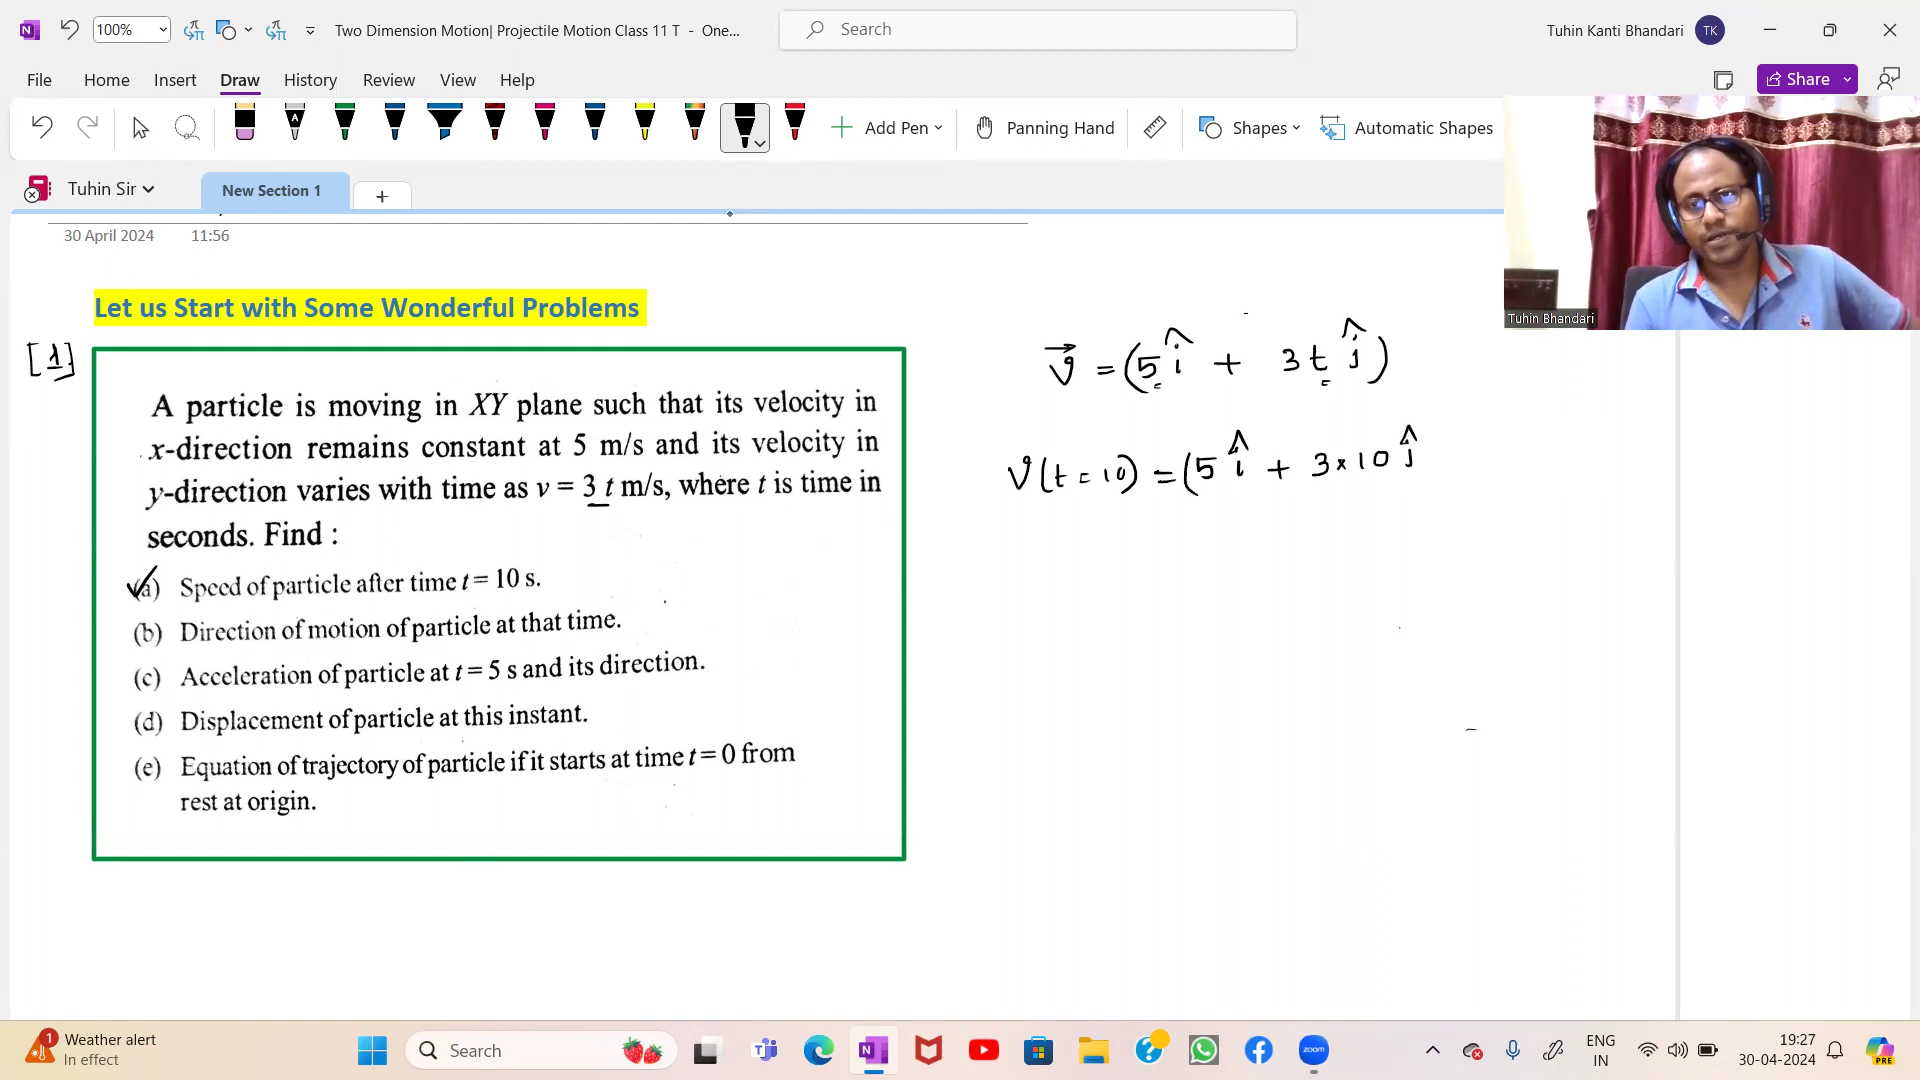 100%
Two Dimension Motion| Projectile Motion Class 11 T - One...
Search
Tuhin Kanti Bhandari
TK
File Home Insert Draw History Review View Help
Share
A
Add Pen
Panning Hand
Shapes
Automatic Shapes
Tuhin Sir
New Section 1
+
Tuhin Bhandari
30 April 2024 11:56
Let us Start with Some Wonderful Problems
[1]
A particle is moving in XY plane such that its velocity in
x-direction remains constant at 5 m/s and its velocity in
y-direction varies with time as v = 3 t m/s, where t is time in
seconds. Find :
(a) Speed of particle after time t = 10 s.
(b) Direction of motion of particle at that time.
(c) Acceleration of particle at t = 5 s and its direction.
(d) Displacement of particle at this instant.
(e) Equation of trajectory of particle if it starts at time t = 0 from
rest at origin.
v⃗ = (5 î + 3 t ĵ)
v(t = 10) = (5 î + 3 × 10 ĵ
1
Weather alert
In effect
Search
zoom
ENG
IN
19:27
30-04-2024
PRE